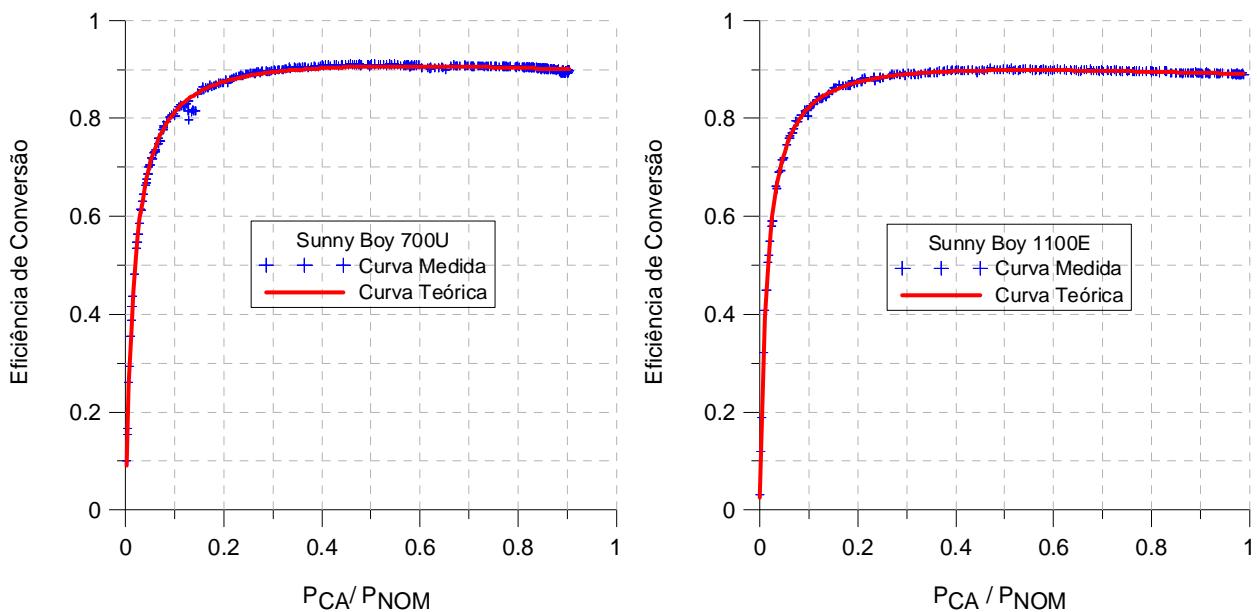 1
0.8
0.6
0.4
0.2
0
Eficiência de Conversão
Sunny Boy 700U
Curva Medida
Curva Teórica
0 0.2 0.4 0.6 0.8 1
PCA/ PNOM
1
0.8
0.6
0.4
0.2
0
Eficiência de Conversão
Sunny Boy 1100E
Curva Medida
Curva Teórica
0 0.2 0.4 0.6 0.8 1
PCA / PNOM